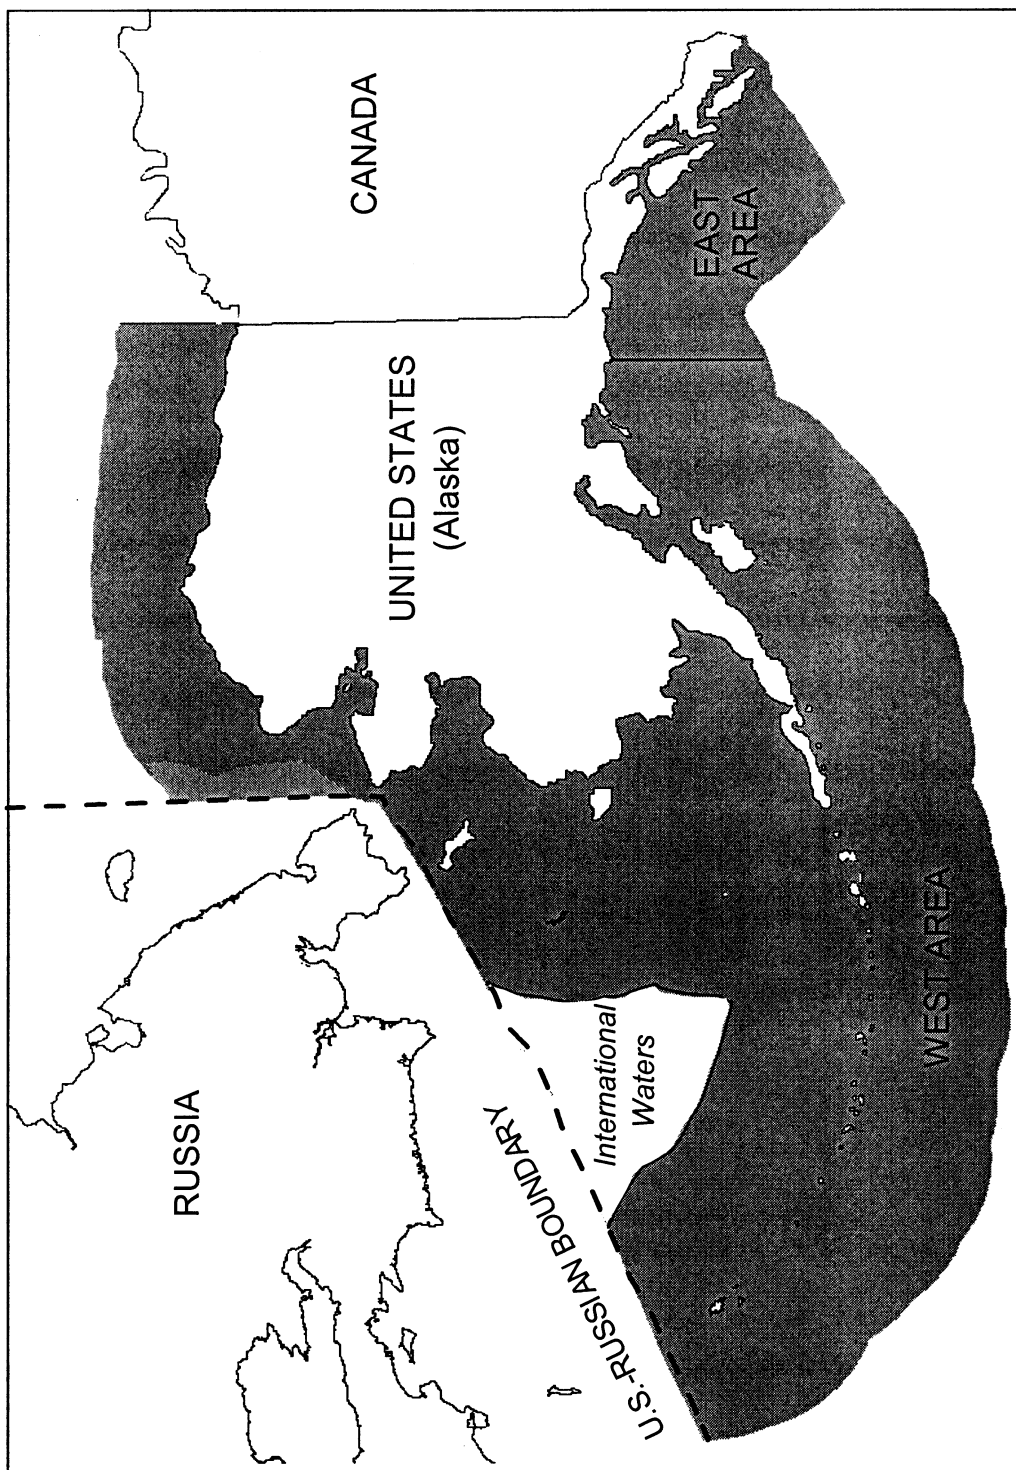 RUSSIA
CANADA
UNITED STATES
(Alaska)
U.S.-RUSSIAN BOUNDARY
International
Waters
EAST
AREA
WEST AREA